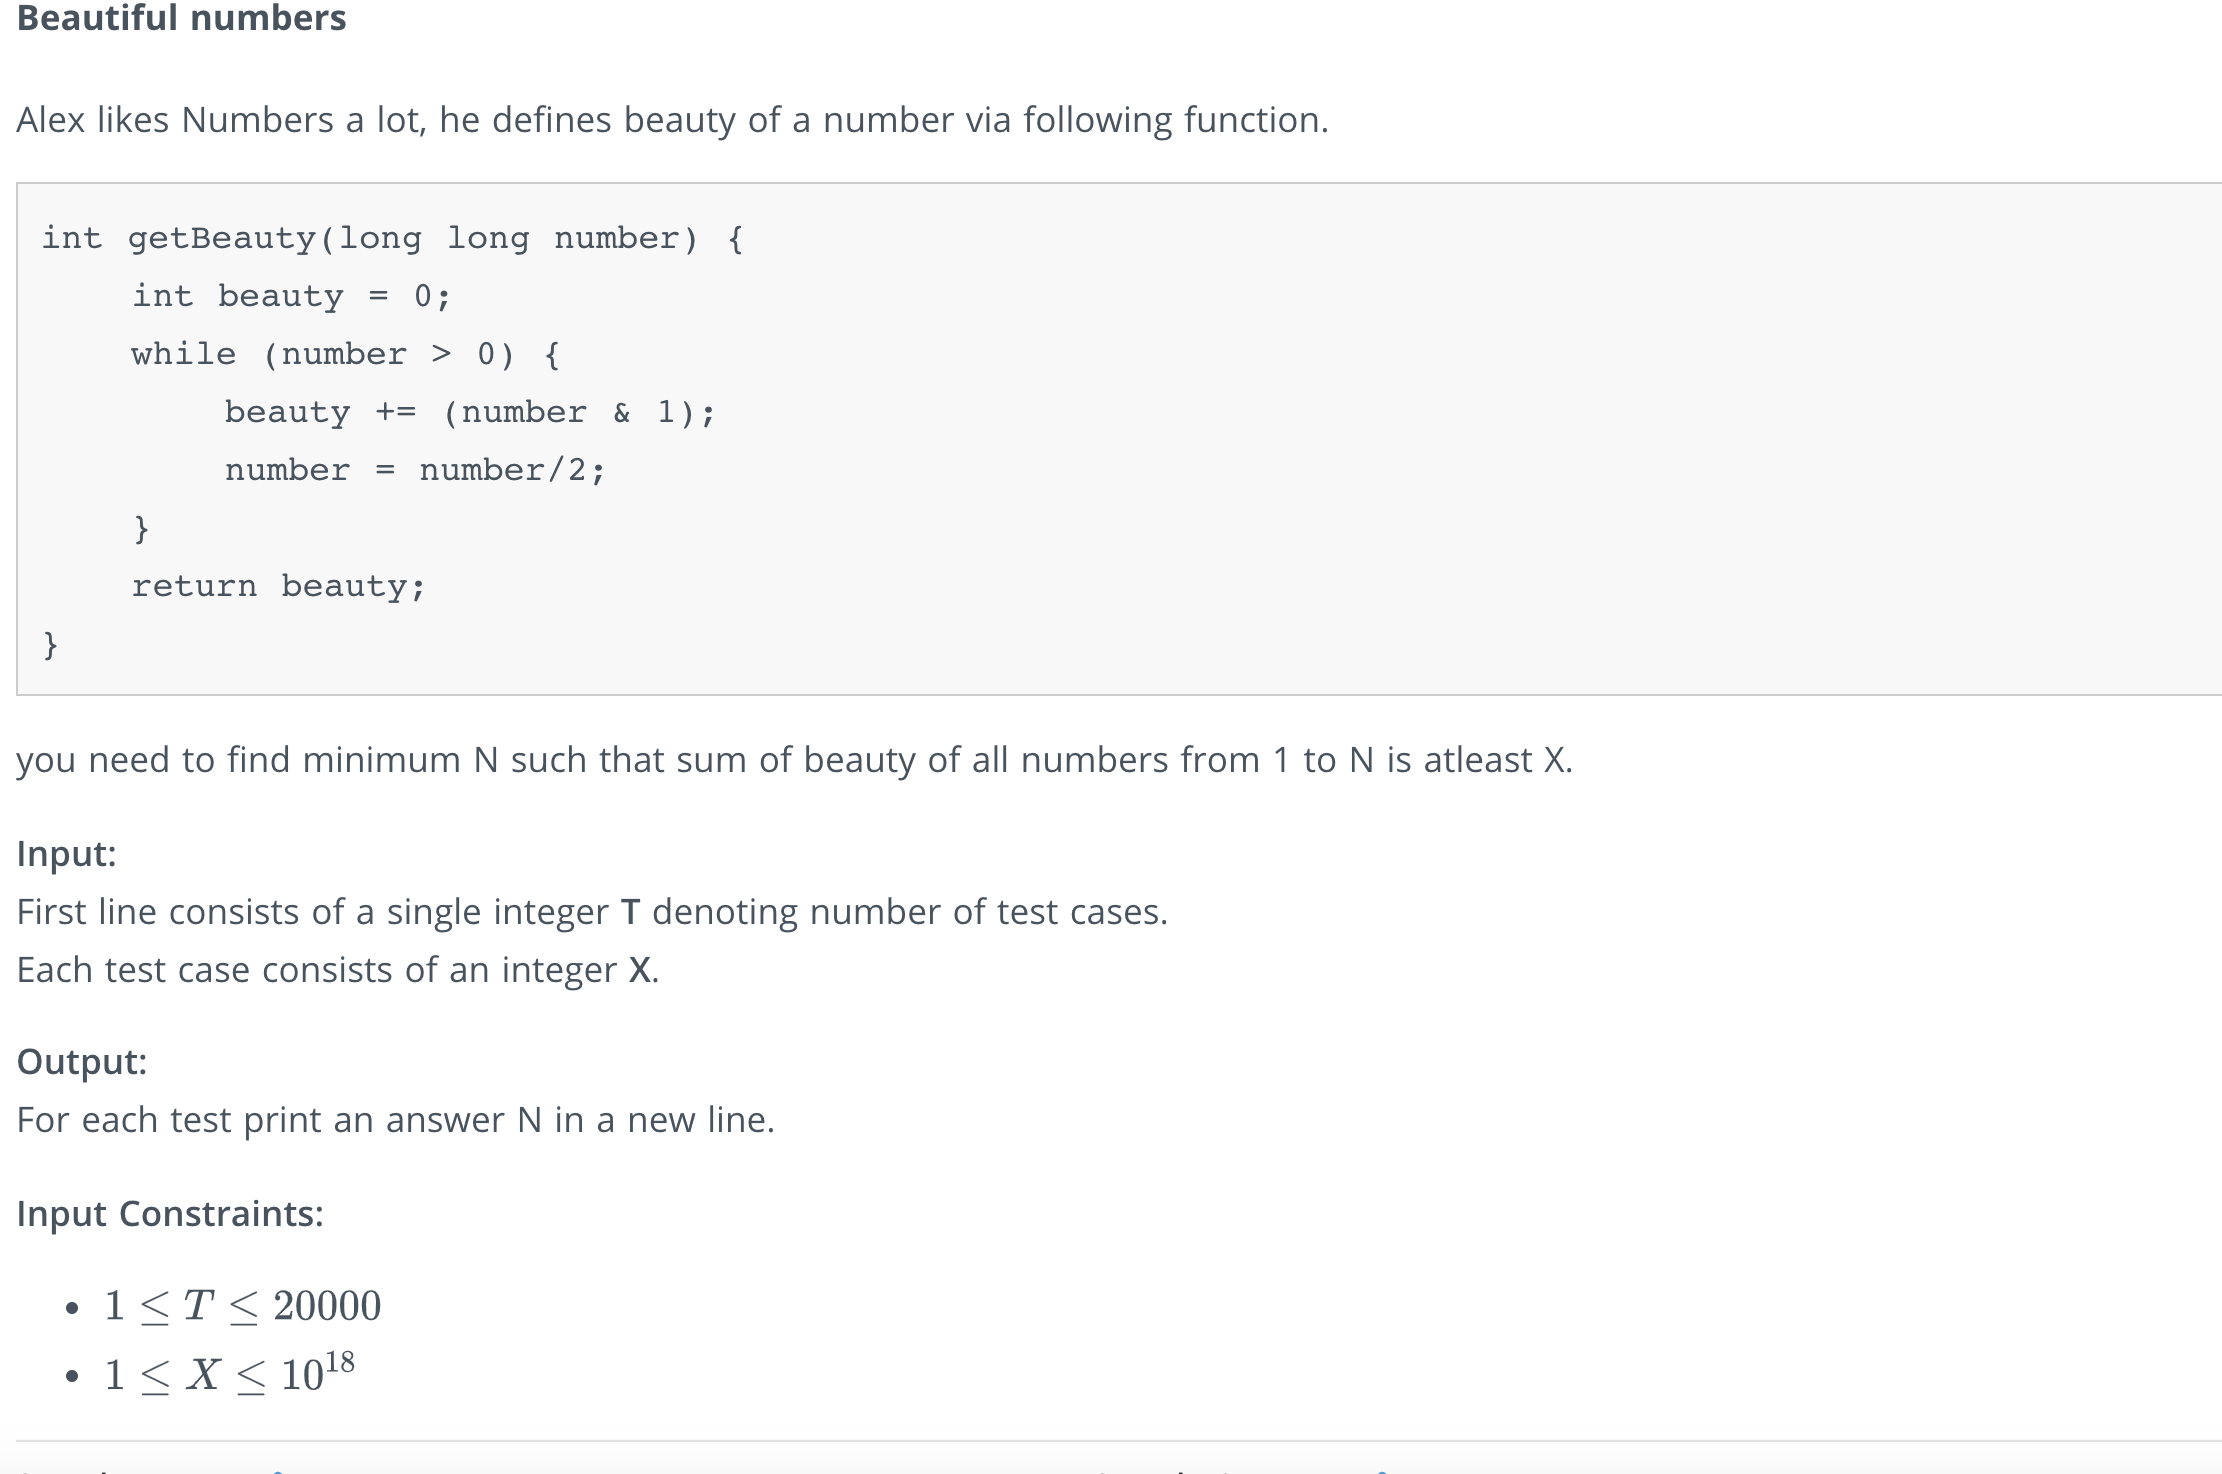 Beautiful numbers
Alex likes Numbers a lot, he defines beauty of a number via following function.
int getBeauty(long long number) {
    int beauty = 0;
    while (number > 0) {
        beauty += (number & 1);
        number = number/2;
    }
    return beauty;
}
you need to find minimum N such that sum of beauty of all numbers from 1 to N is atleast X.
Input:
First line consists of a single integer T denoting number of test cases.
Each test case consists of an integer X.
Output:
For each test print an answer N in a new line.
Input Constraints:
• 1 ≤ T ≤ 20000
• 1 ≤ X ≤ 10^18